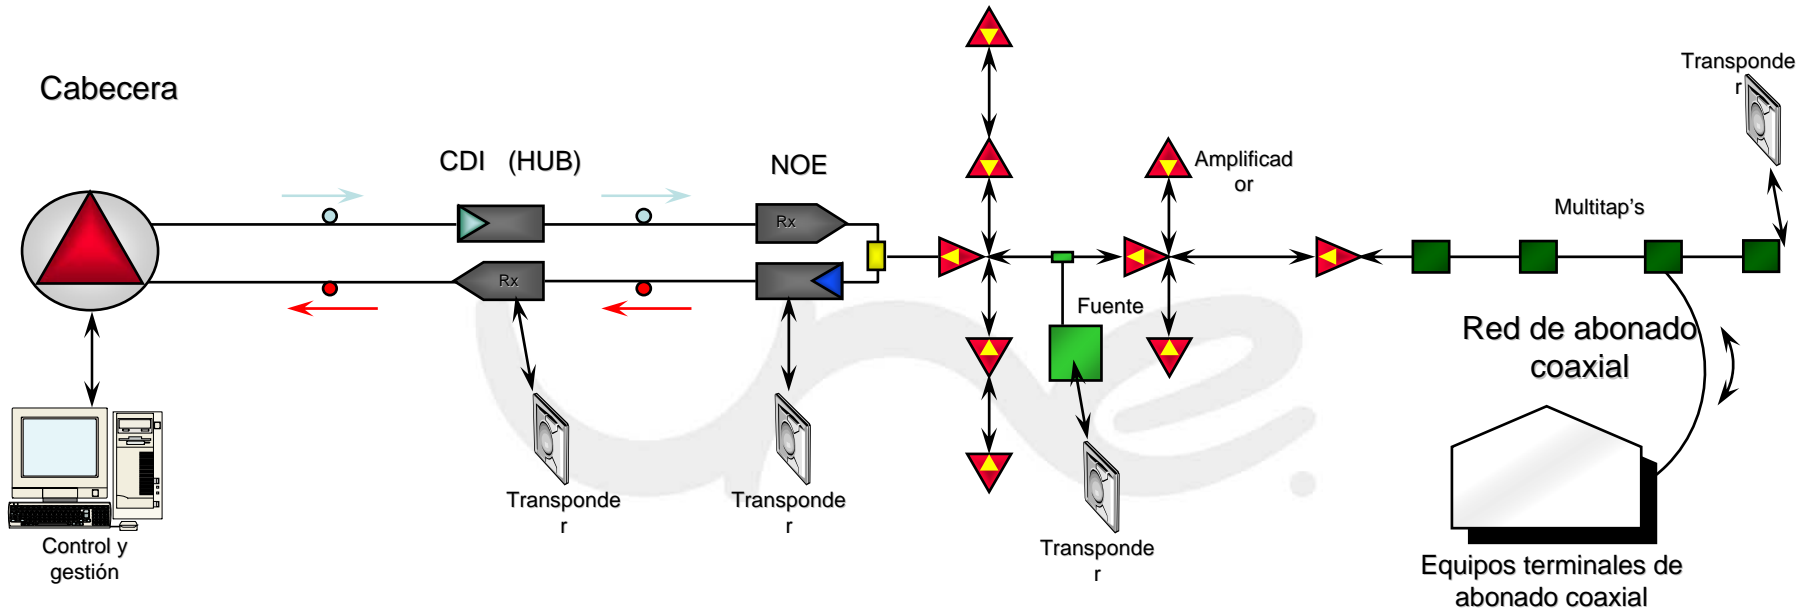 Cabecera
CDI (HUB)
NOE
Rx
Rx
Amplificad
or
Multitap's
Transponde
r
Fuente
Red de abonado
coaxial
Transponde
r
Transponde
r
Transponde
r
Control y
gestión
Equipos terminales de
abonado coaxial
une